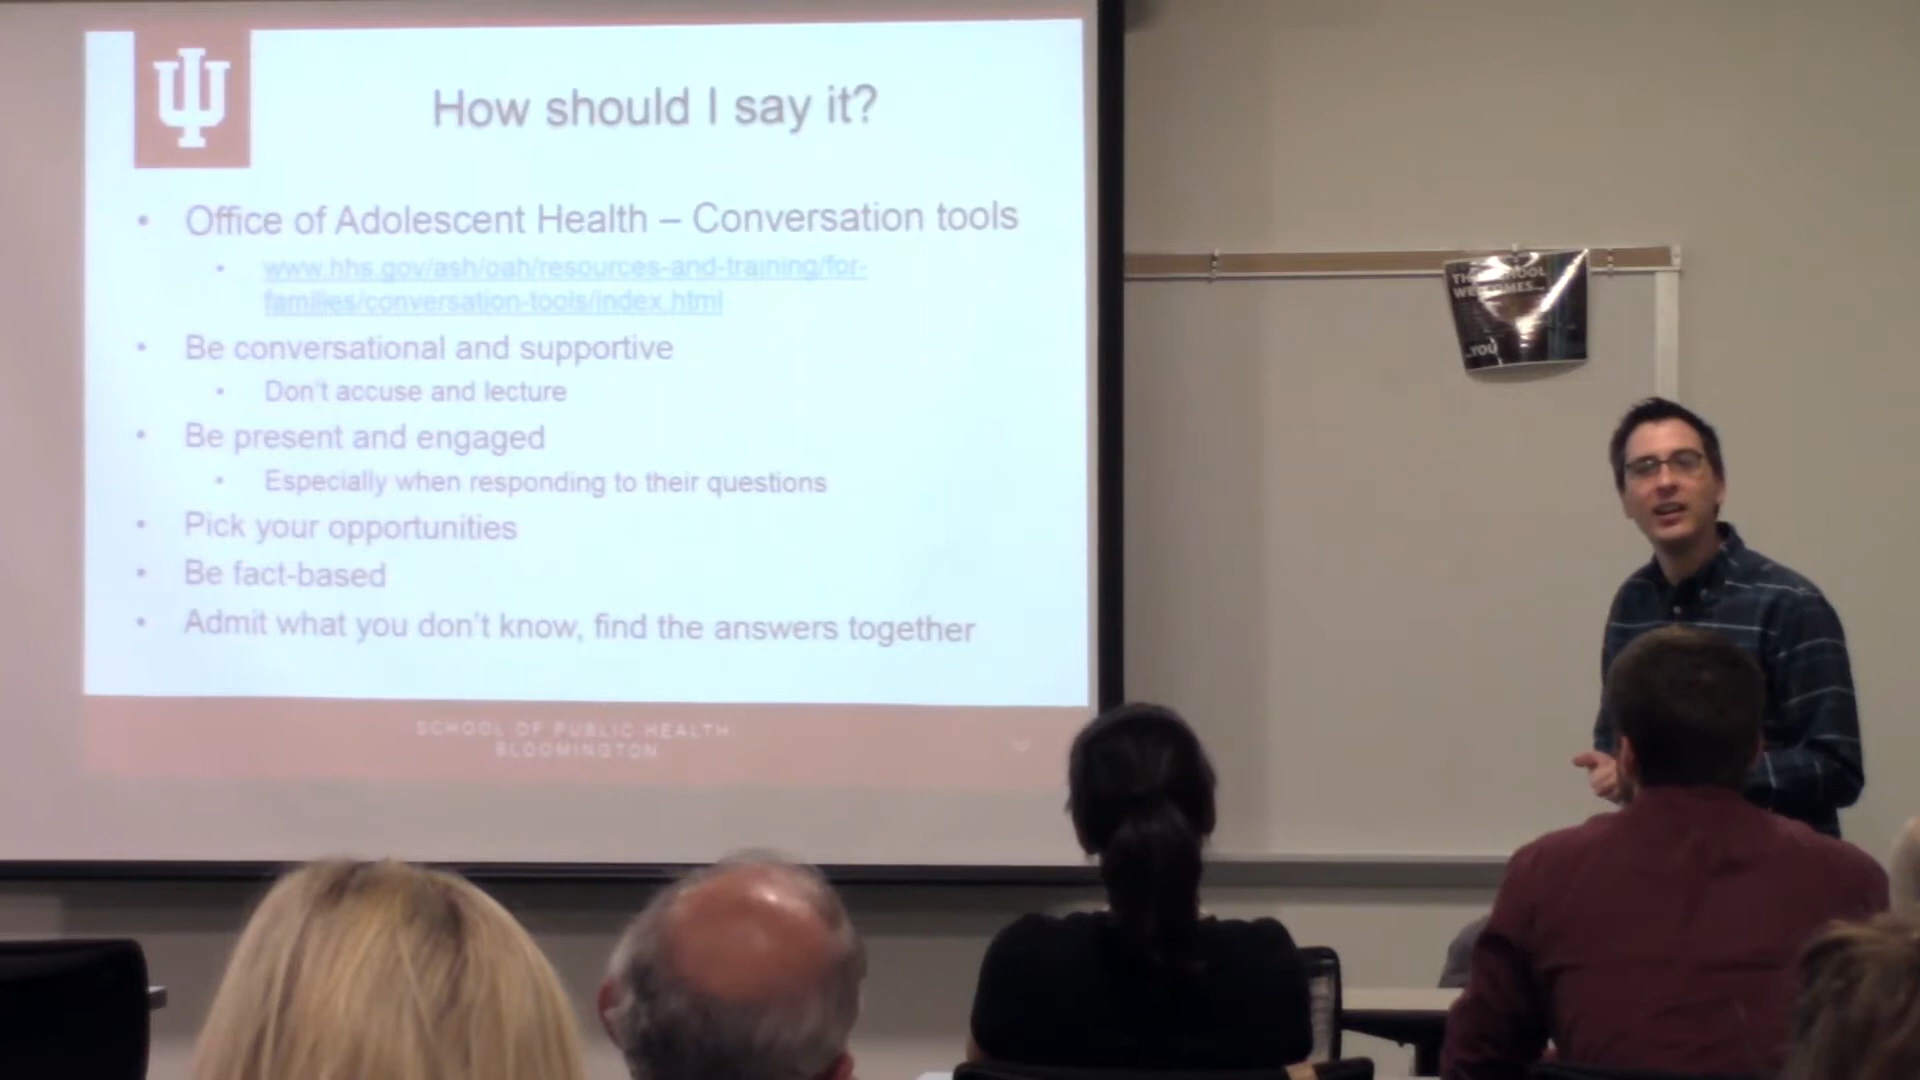 How should I say it?
• Office of Adolescent Health – Conversation tools
• www.hhs.gov/ash/oah/resources-and-training/for-
families/conversation-tools/index.html
• Be conversational and supportive
• Don't accuse and lecture
• Be present and engaged
• Especially when responding to their questions
• Pick your opportunities
• Be fact-based
• Admit what you don't know, find the answers together
SCHOOL OF PUBLIC HEALTH
BLOOMINGTON
WELCOMES...
...YOU